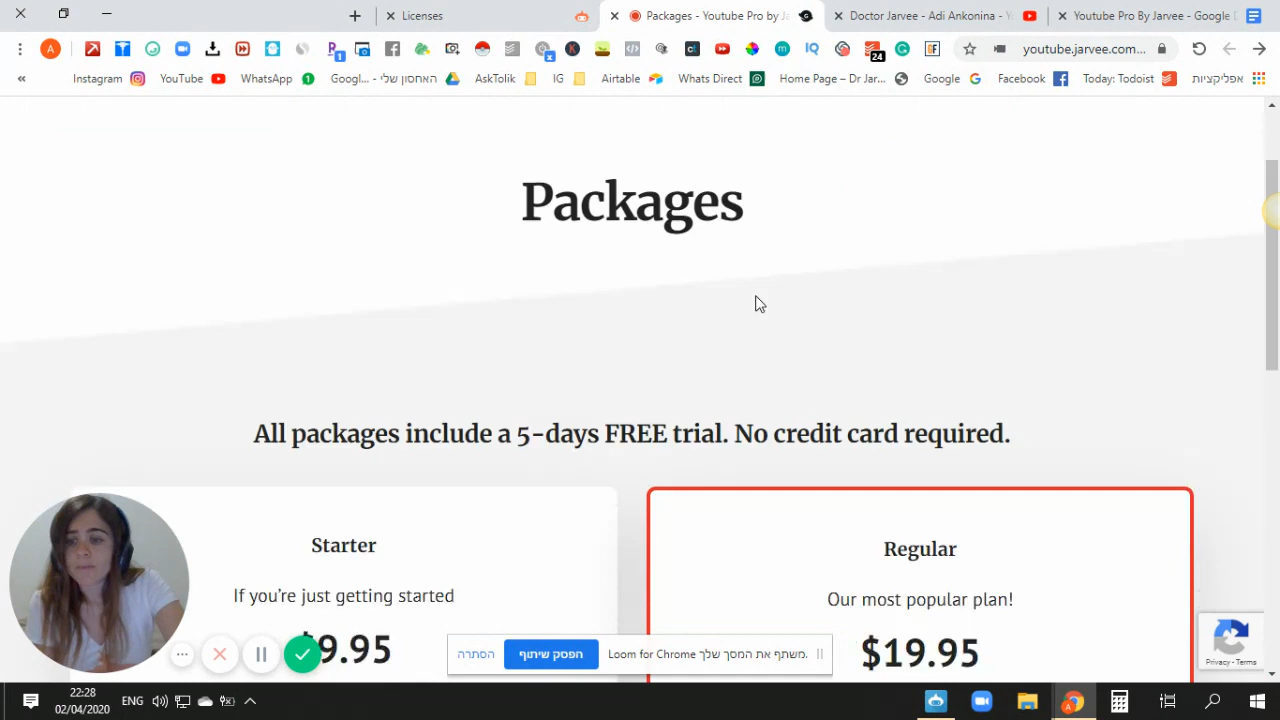 Licenses
Packages - Youtube Pro by J
Doctor Jarvee - Adi Ankonina - Y
Youtube Pro By Jarvee - Google D
24
youtube.jarvee.com...
Instagram
YouTube
WhatsApp
Googl... - האחסון שלי
AskTolik
IG
Airtable
Whats Direct
Home Page – Dr Jar...
Google
Facebook
Today: Todoist
אפליקציות
Packages
All packages include a 5-days FREE trial. No credit card required.
Starter
If you're just getting started
$9.95
Regular
Our most popular plan!
$19.95
הסתרה
הפסק שיתוף
Loom for Chrome משתף את המסך שלך.
Privacy - Terms
22:28
02/04/2020
ENG